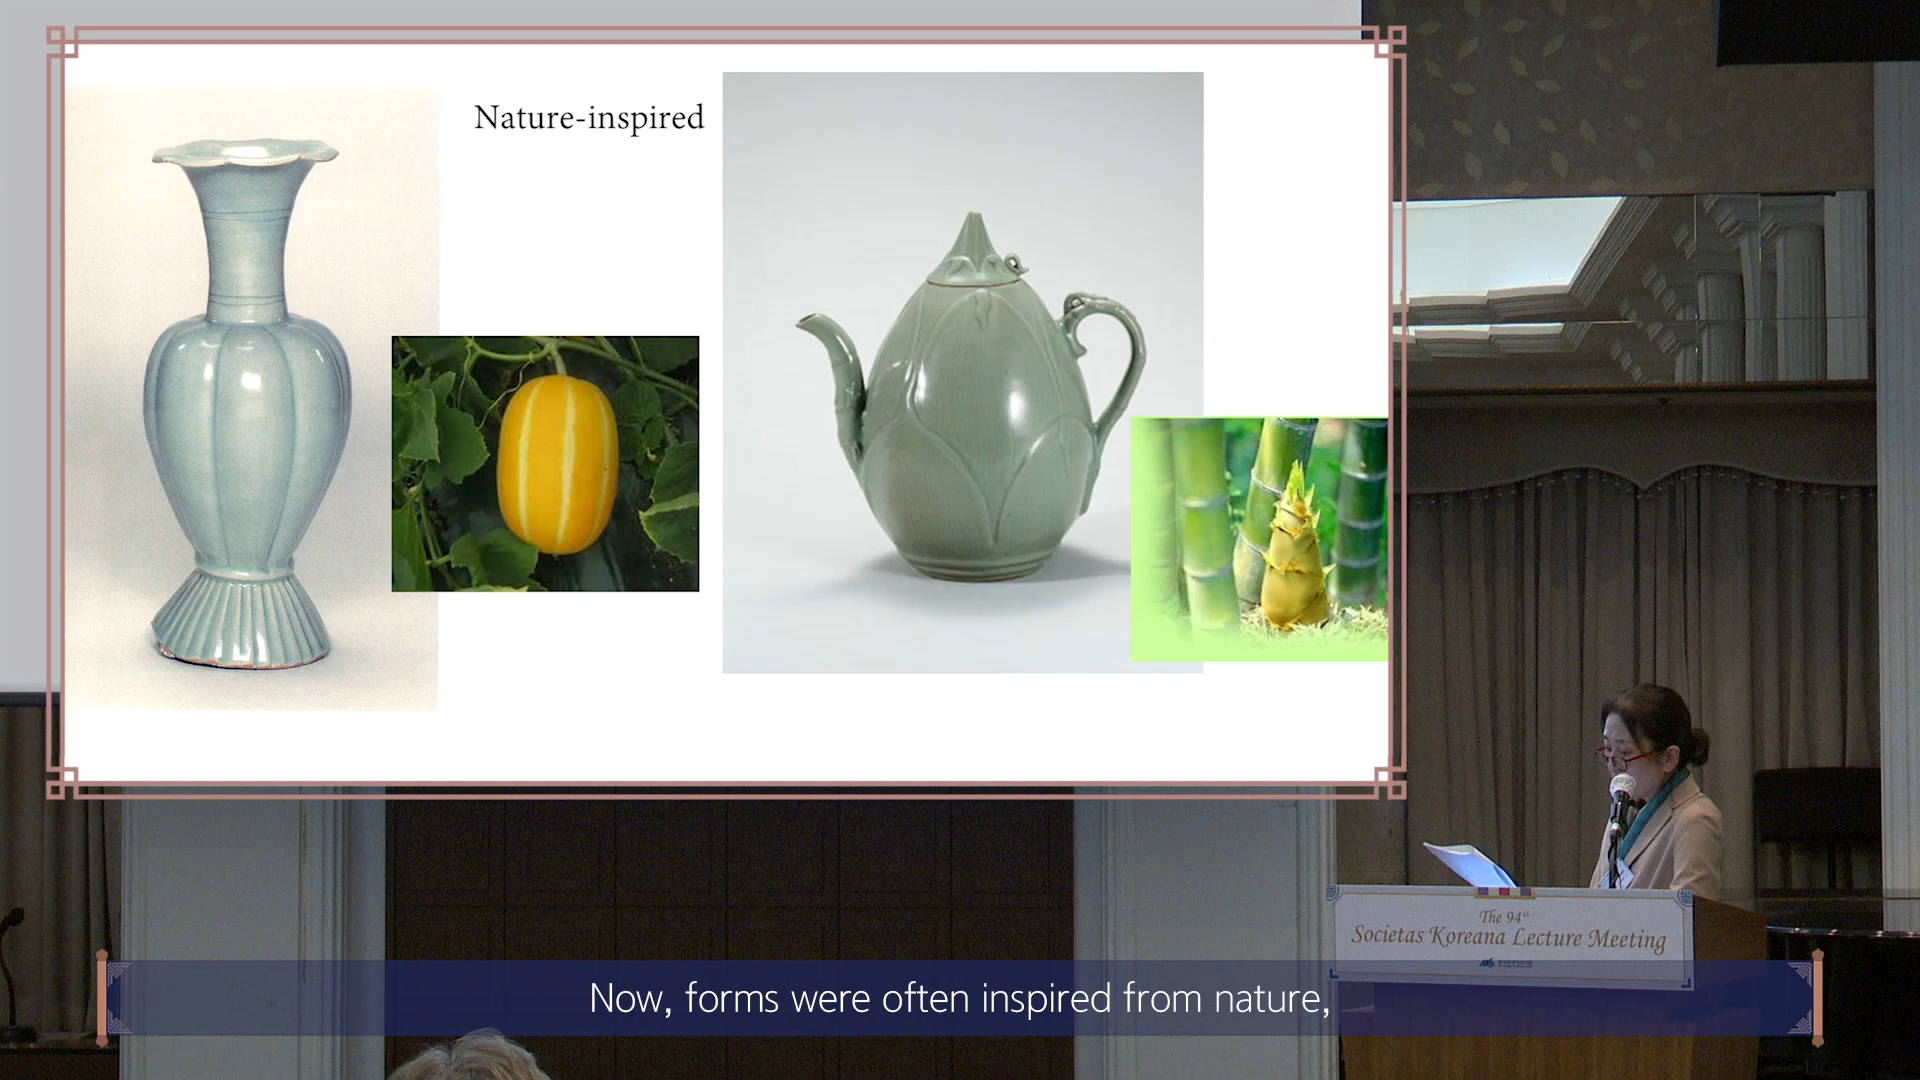 Nature-inspired
The 94th
Societas Koreana Lecture Meeting
Now, forms were often inspired from nature,